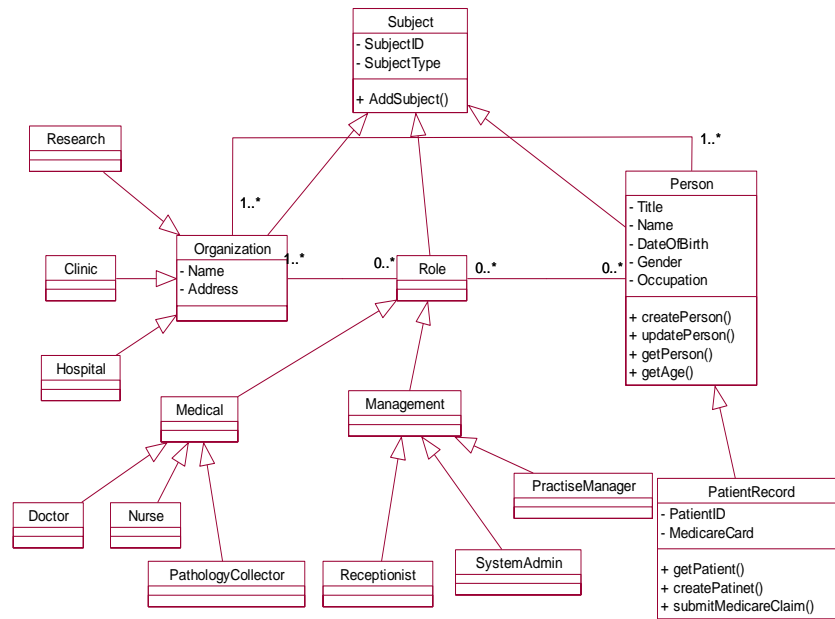 Subject
- SubjectID
- SubjectType
+ AddSubject()
Research
1..*
Person
- Title
- Name
- DateOfBirth
- Gender
- Occupation
+ createPerson()
+ updatePerson()
+ getPerson()
+ getAge()
1..*
Organization
- Name
- Address
1..*
0..*
Role
0..*
0..*
Clinic
Hospital
Medical
Management
Doctor
Nurse
PathologyCollector
Receptionist
SystemAdmin
PractiseManager
PatientRecord
- PatientID
- MedicareCard
+ getPatient()
+ createPatinet()
+ submitMedicareClaim()